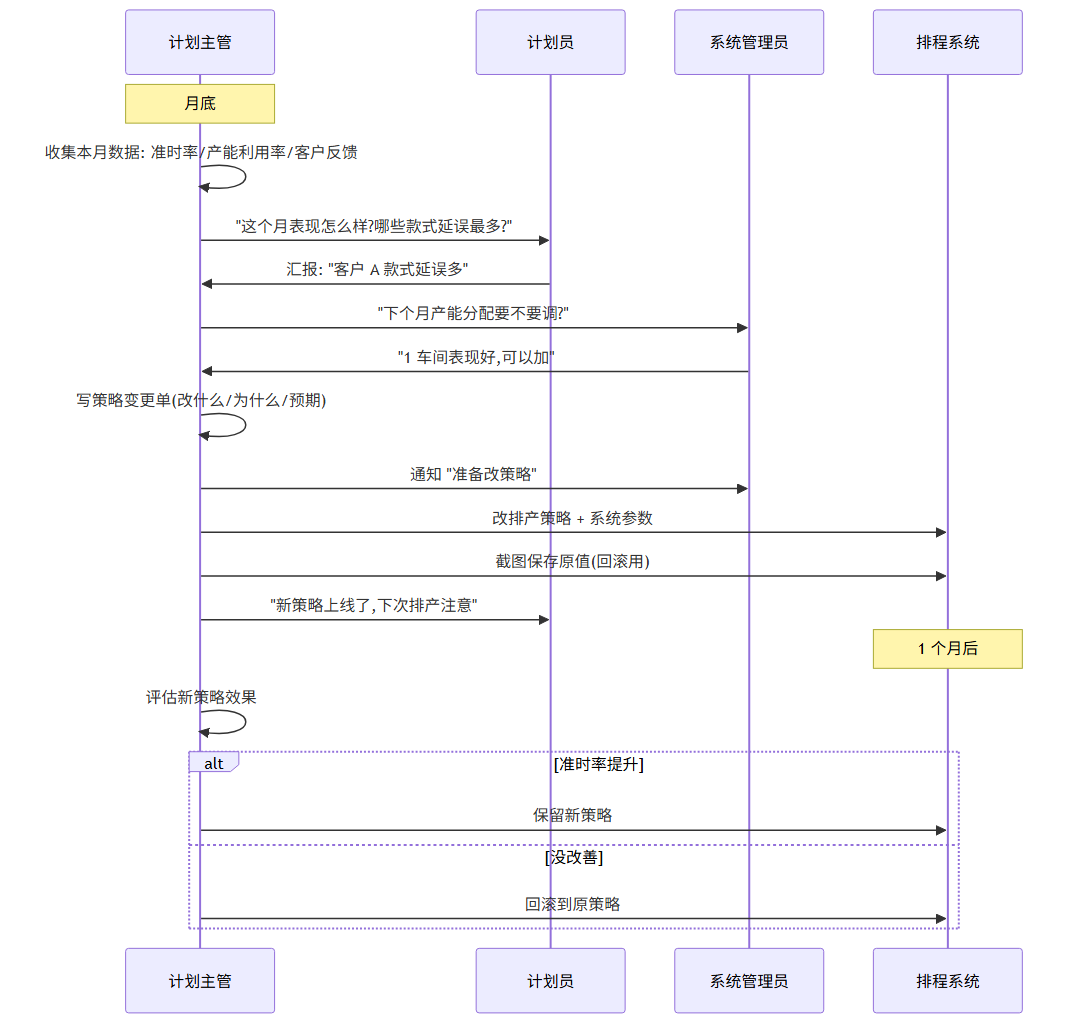 计划主管
计划员
系统管理员
排程系统
月底
收集本月数据: 准时率/产能利用率/客户反馈
"这个月表现怎么样?哪些款式延误最多?"
汇报: "客户 A 款式延误多"
"下个月产能分配要不要调?"
"1 车间表现好,可以加"
写策略变更单(改什么/为什么/预期)
通知 "准备改策略"
改排产策略 + 系统参数
截图保存原值(回滚用)
"新策略上线了,下次排产注意"
1 个月后
评估新策略效果
alt
[准时率提升]
保留新策略
[没改善]
回滚到原策略
计划主管
计划员
系统管理员
排程系统